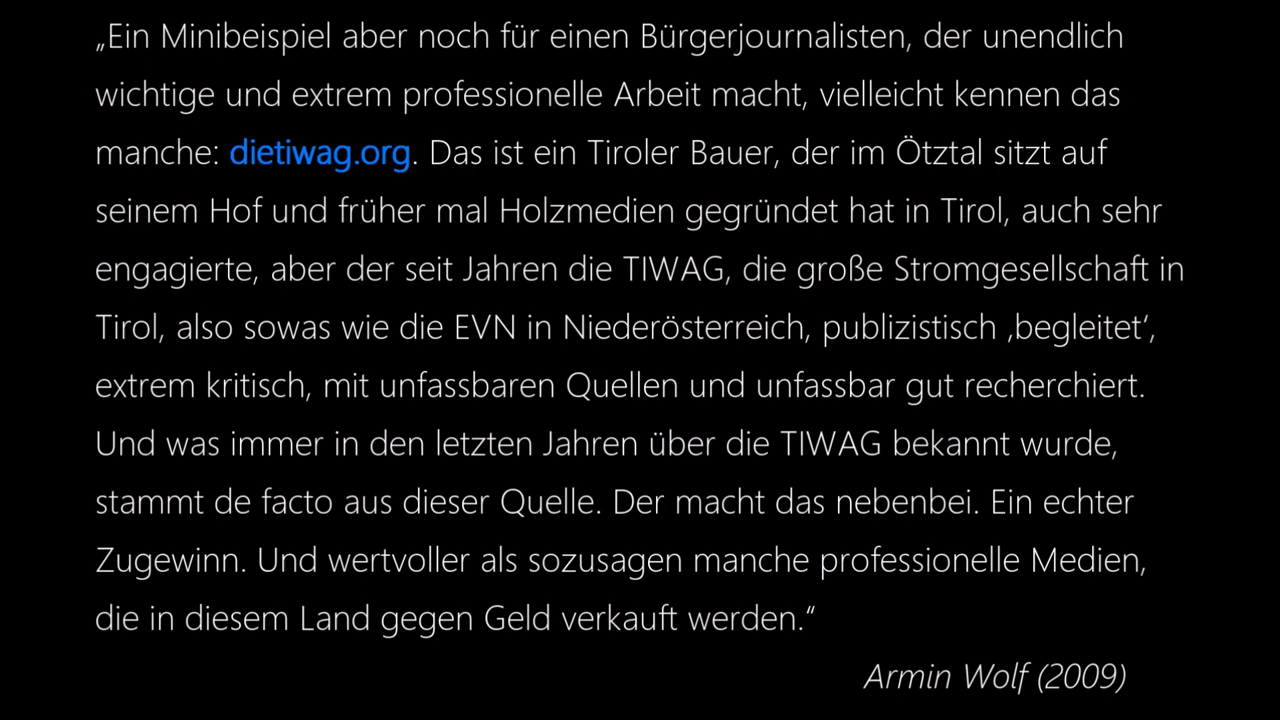 „Ein Minibeispiel aber noch für einen Bürgerjournalisten, der unendlich
wichtige und extrem professionelle Arbeit macht, vielleicht kennen das
manche: dietiwag.org. Das ist ein Tiroler Bauer, der im Ötztal sitzt auf
seinem Hof und früher mal Holzmedien gegründet hat in Tirol, auch sehr
engagierte, aber der seit Jahren die TIWAG, die große Stromgesellschaft in
Tirol, also sowas wie die EVN in Niederösterreich, publizistisch ‚begleitet‘,
extrem kritisch, mit unfassbaren Quellen und unfassbar gut recherchiert.
Und was immer in den letzten Jahren über die TIWAG bekannt wurde,
stammt de facto aus dieser Quelle. Der macht das nebenbei. Ein echter
Zugewinn. Und wertvoller als sozusagen manche professionelle Medien,
die in diesem Land gegen Geld verkauft werden.“
Armin Wolf (2009)